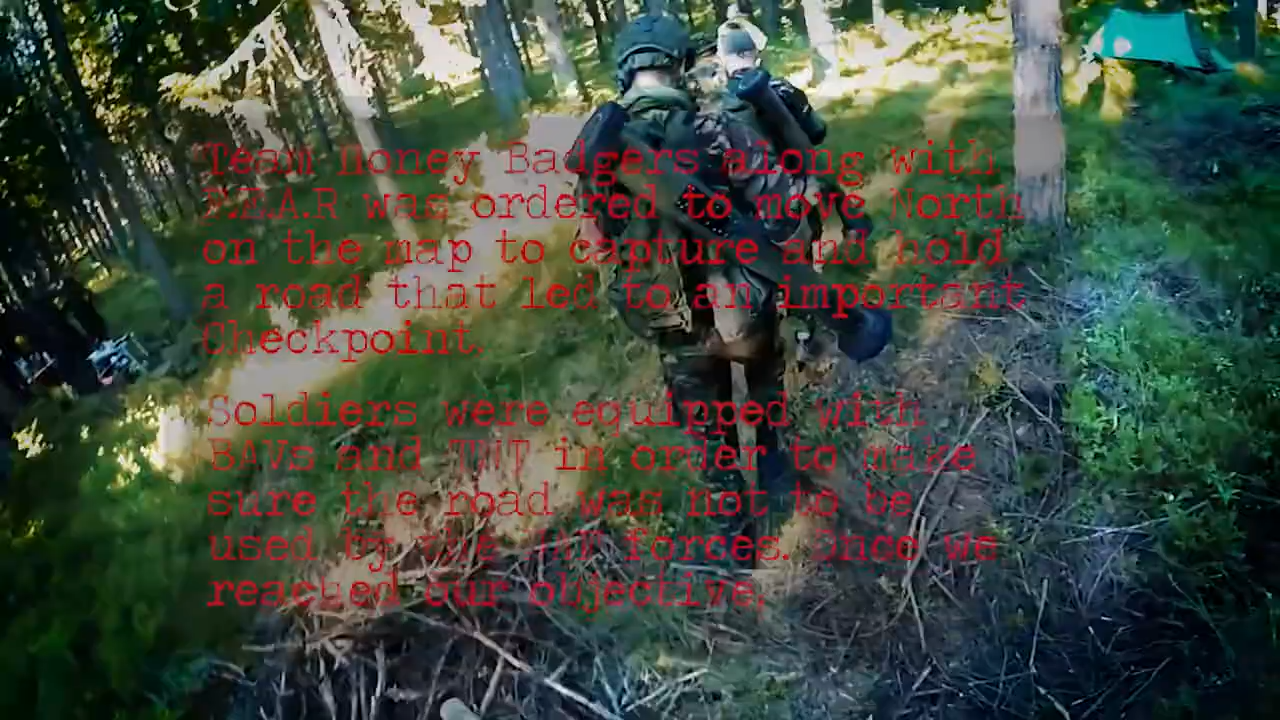 Team Honey Badgers along with
F.E.A.R was ordered to move North
on the map to capture and hold
a road that led to an important
Checkpoint.
Soldiers were equipped with
BAVs and TNT in order to make
sure the road was not to be
used by the forces. Once we
reached our objective,